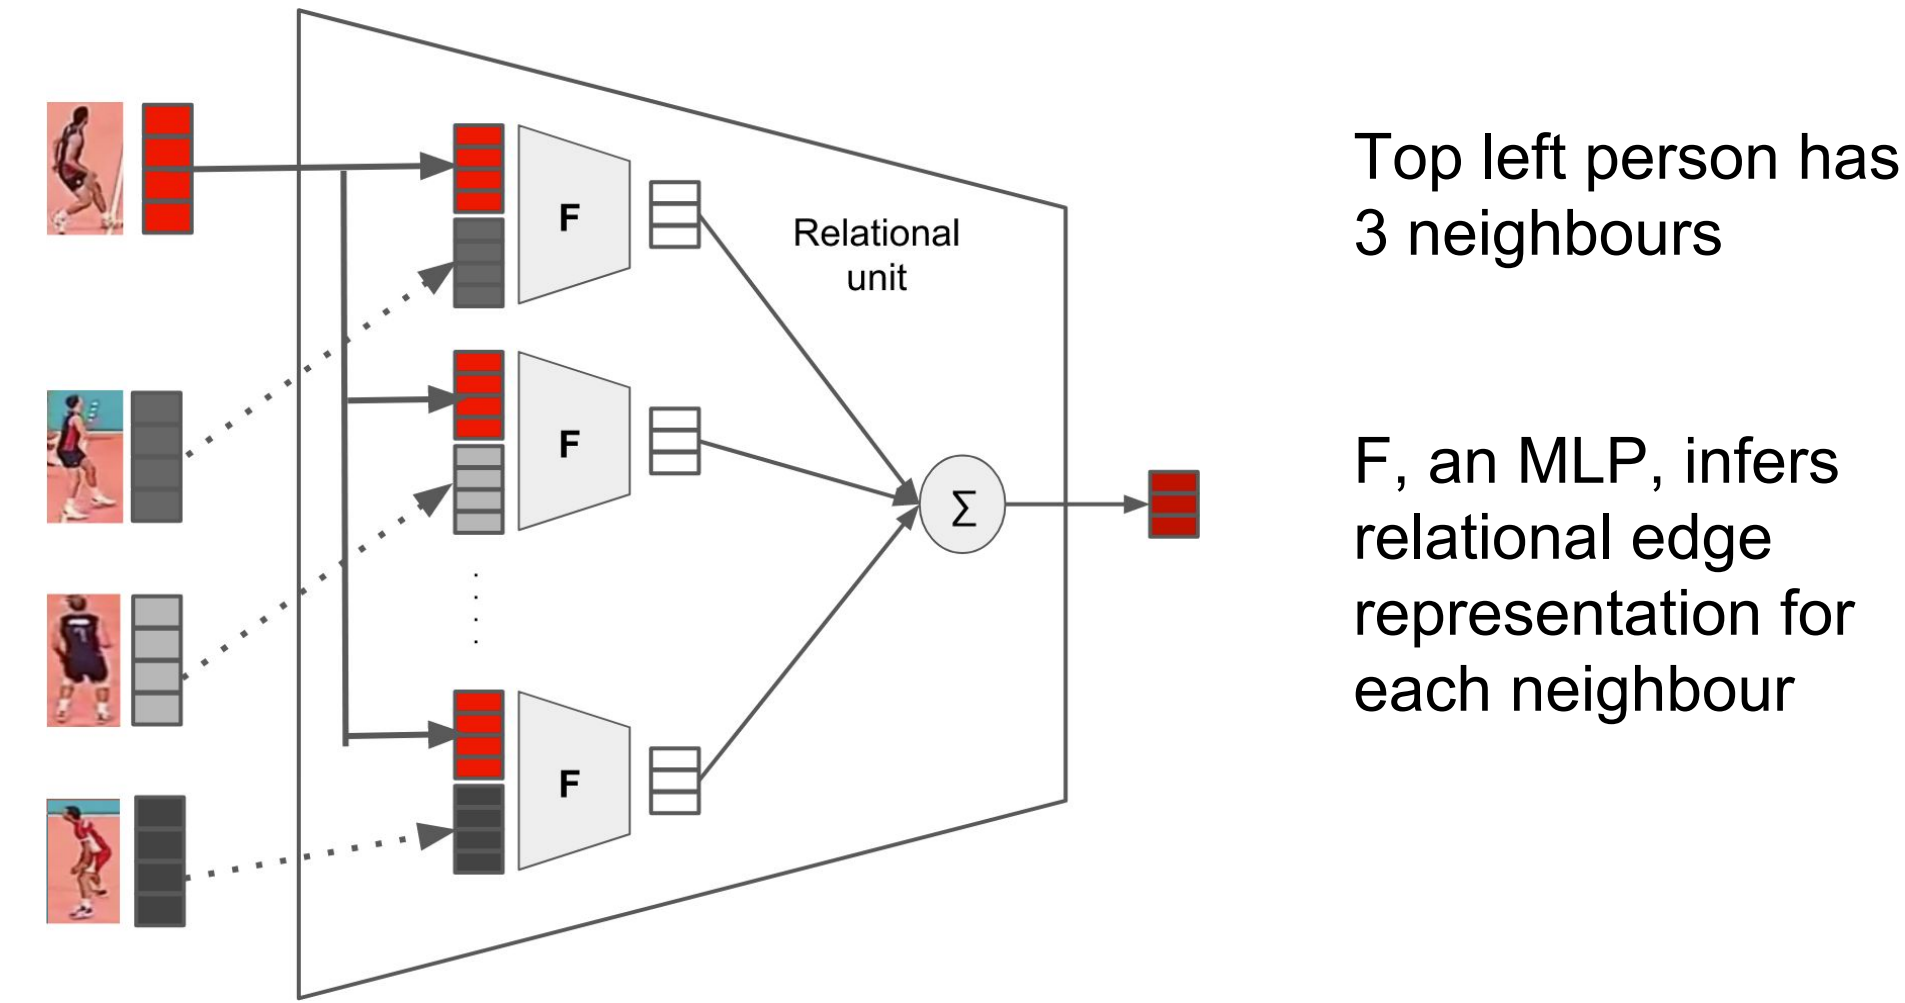 Top left person has
3 neighbours
Relational
unit
F
F
F
Σ
F, an MLP, infers
relational edge
representation for
each neighbour